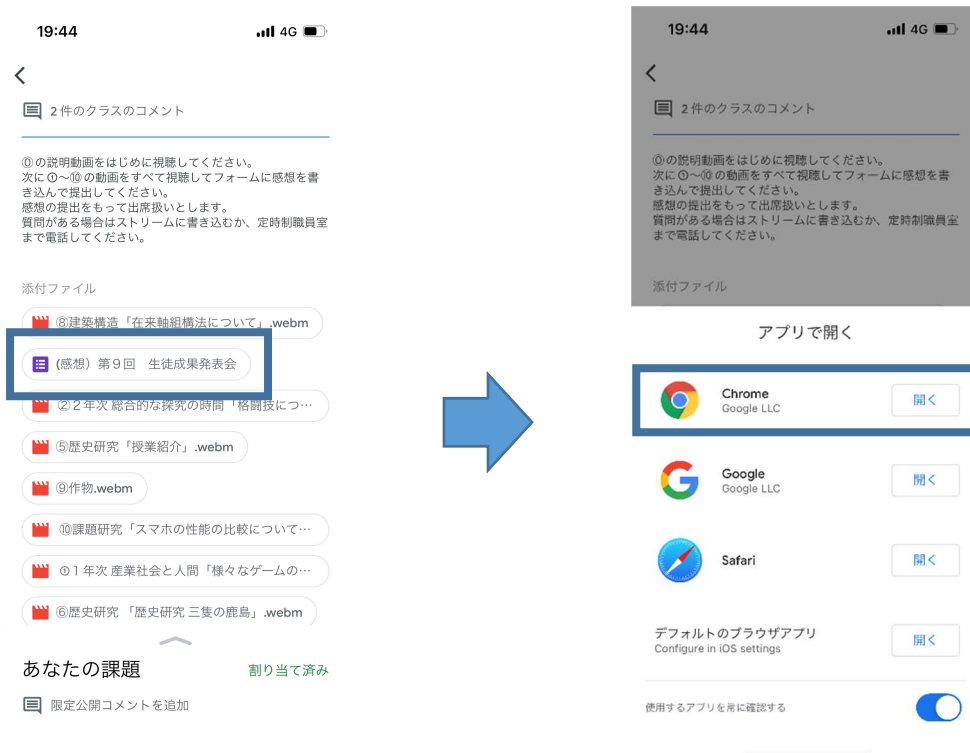 19:44
4G
2 件のクラスのコメント
⓪の説明動画をはじめに視聴してください。
次に①～⑩の動画をすべて視聴してフォームに感想を書
き込んで提出してください。
感想の提出をもって出席扱いとします。
質問がある場合はストリームに書き込むか、定時制職員室
まで電話してください。
添付ファイル
⑧建築構造「在来軸組構法について」.webm
(感想）第９回　生徒成果発表会
②２年次 総合的な探究の時間「格闘技につ…
⑤歴史研究「授業紹介」.webm
⑨作物.webm
⑩課題研究「スマホの性能の比較について…
①１年次 産業社会と人間「様々なゲームの…
⑥歴史研究 「歴史研究 三隻の鹿島」.webm
あなたの課題
割り当て済み
限定公開コメントを追加
19:44
4G
2 件のクラスのコメント
⓪の説明動画をはじめに視聴してください。
次に①～⑩の動画をすべて視聴してフォームに感想を書
き込んで提出してください。
感想の提出をもって出席扱いとします。
質問がある場合はストリームに書き込むか、定時制職員室
まで電話してください。
添付ファイル
アプリで開く
Chrome
Google LLC
開く
Google
Google LLC
開く
Safari
開く
デフォルトのブラウザアプリ
Configure in iOS settings
開く
使用するアプリを常に確認する